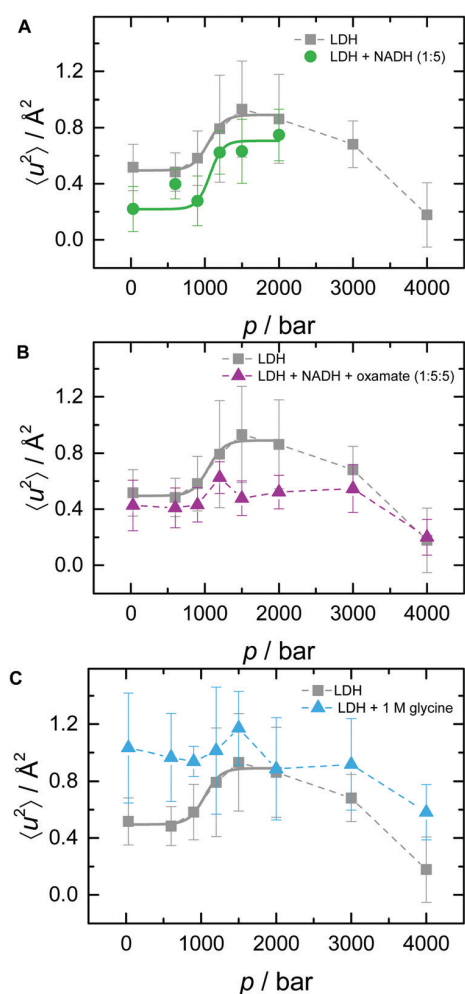 A
LDH
LDH + NADH (1:5)
⟨u²⟩ / Å²
1.2
0.8
0.4
0.0
0 1000 2000 3000 4000
p / bar
B
LDH
LDH + NADH + oxamate (1:5:5)
⟨u²⟩ / Å²
1.2
0.8
0.4
0.0
0 1000 2000 3000 4000
p / bar
C
LDH
LDH + 1 M glycine
⟨u²⟩ / Å²
1.2
0.8
0.4
0.0
0 1000 2000 3000 4000
p / bar